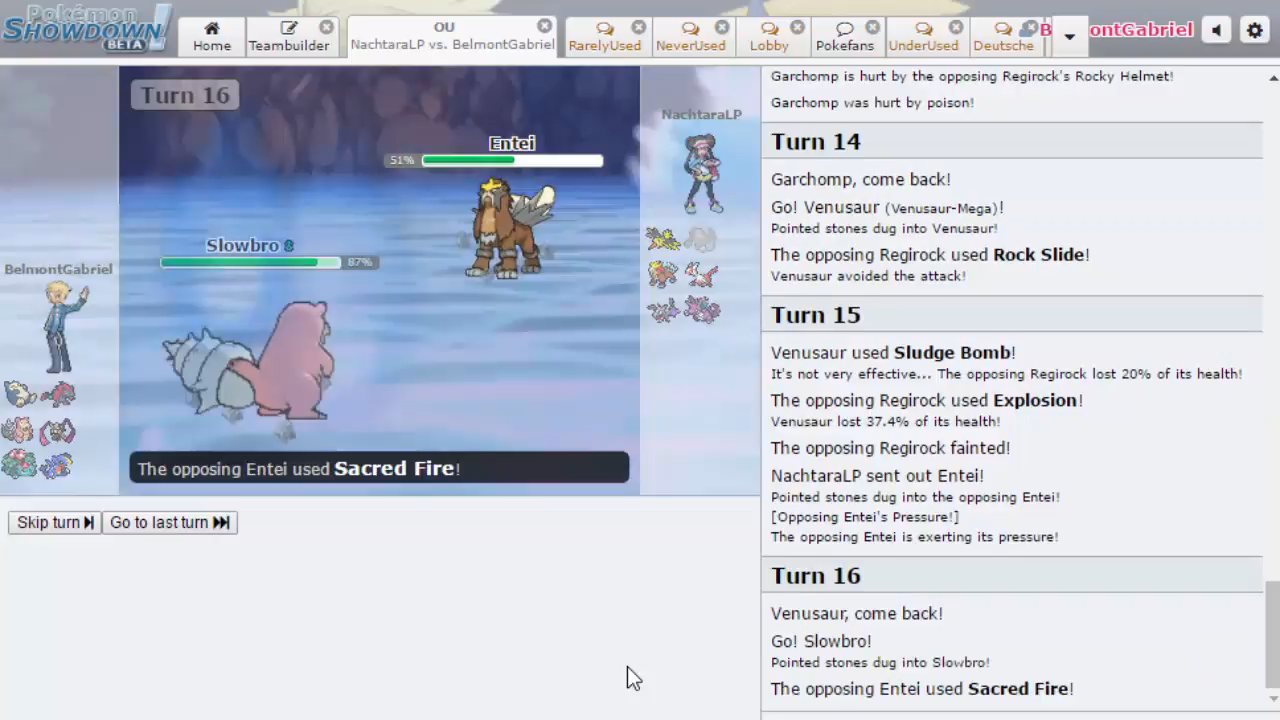 Pokémon
SHOWDOWN!
BETA
Home
Teambuilder
OU
NachtaraLP vs. BelmontGabriel
RarelyUsed
NeverUsed
Lobby
Pokefans
UnderUsed
Deutsche
B
ontGabriel
Turn 16
Entei
51%
Slowbro
87%
BelmontGabriel
NachtaraLP
The opposing Entei used Sacred Fire!
Skip turn
Go to last turn
Garchomp is hurt by the opposing Regirock's Rocky Helmet!
Garchomp was hurt by poison!
Turn 14
Garchomp, come back!
Go! Venusaur (Venusaur-Mega)!
Pointed stones dug into Venusaur!
The opposing Regirock used Rock Slide!
Venusaur avoided the attack!
Turn 15
Venusaur used Sludge Bomb!
It's not very effective... The opposing Regirock lost 20% of its health!
The opposing Regirock used Explosion!
Venusaur lost 37.4% of its health!
The opposing Regirock fainted!
NachtaraLP sent out Entei!
Pointed stones dug into the opposing Entei!
[Opposing Entei's Pressure!]
The opposing Entei is exerting its pressure!
Turn 16
Venusaur, come back!
Go! Slowbro!
Pointed stones dug into Slowbro!
The opposing Entei used Sacred Fire!